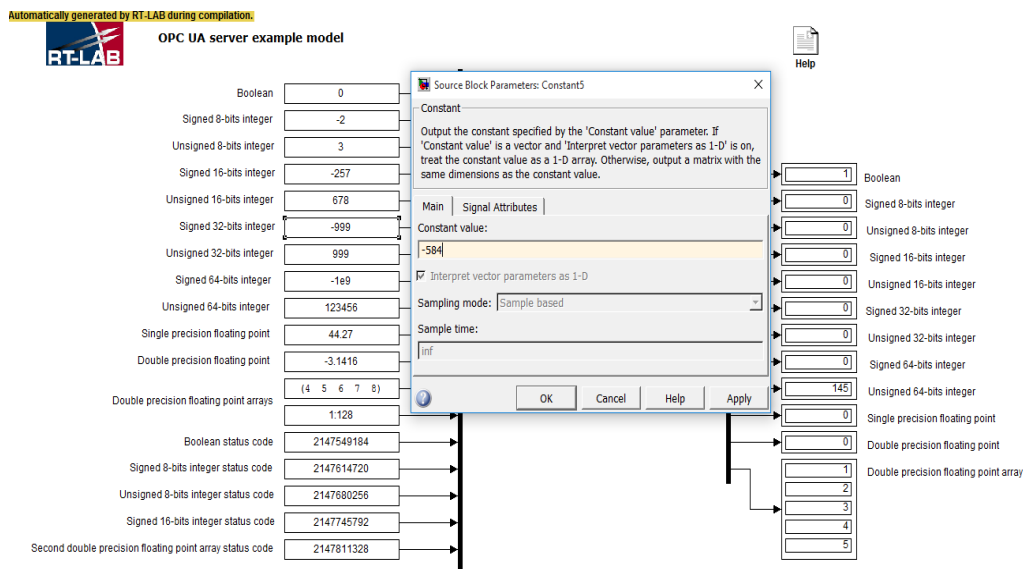 Automatically generated by RT-LAB during compilation.
RT-LAB
OPC UA server example model
Help
Boolean 0
Signed 8-bits integer -2
Unsigned 8-bits integer 3
Signed 16-bits integer -257
Unsigned 16-bits integer 678
Signed 32-bits integer -999
Unsigned 32-bits integer 999
Signed 64-bits integer -1e9
Unsigned 64-bits integer 123456
Single precision floating point 44.27
Double precision floating point -3.1416
Double precision floating point arrays
(4 5 6 7 8)
1:128
Boolean status code 2147549184
Signed 8-bits integer status code 2147614720
Unsigned 8-bits integer status code 2147680256
Signed 16-bits integer status code 2147745792
Second double precision floating point array status code 2147811328
Source Block Parameters: Constant5
Constant
Output the constant specified by the 'Constant value' parameter. If
'Constant value' is a vector and 'Interpret vector parameters as 1-D' is on,
treat the constant value as a 1-D array. Otherwise, output a matrix with the
same dimensions as the constant value.
Main Signal Attributes
Constant value:
-584
Interpret vector parameters as 1-D
Sampling mode: Sample based
Sample time:
inf
OK Cancel Help Apply
1 Boolean
0 Signed 8-bits integer
0 Unsigned 8-bits integer
0 Signed 16-bits integer
0 Unsigned 16-bits integer
0 Signed 32-bits integer
0 Unsigned 32-bits integer
0 Signed 64-bits integer
145 Unsigned 64-bits integer
0 Single precision floating point
0 Double precision floating point
1 Double precision floating point array
2
3
4
5